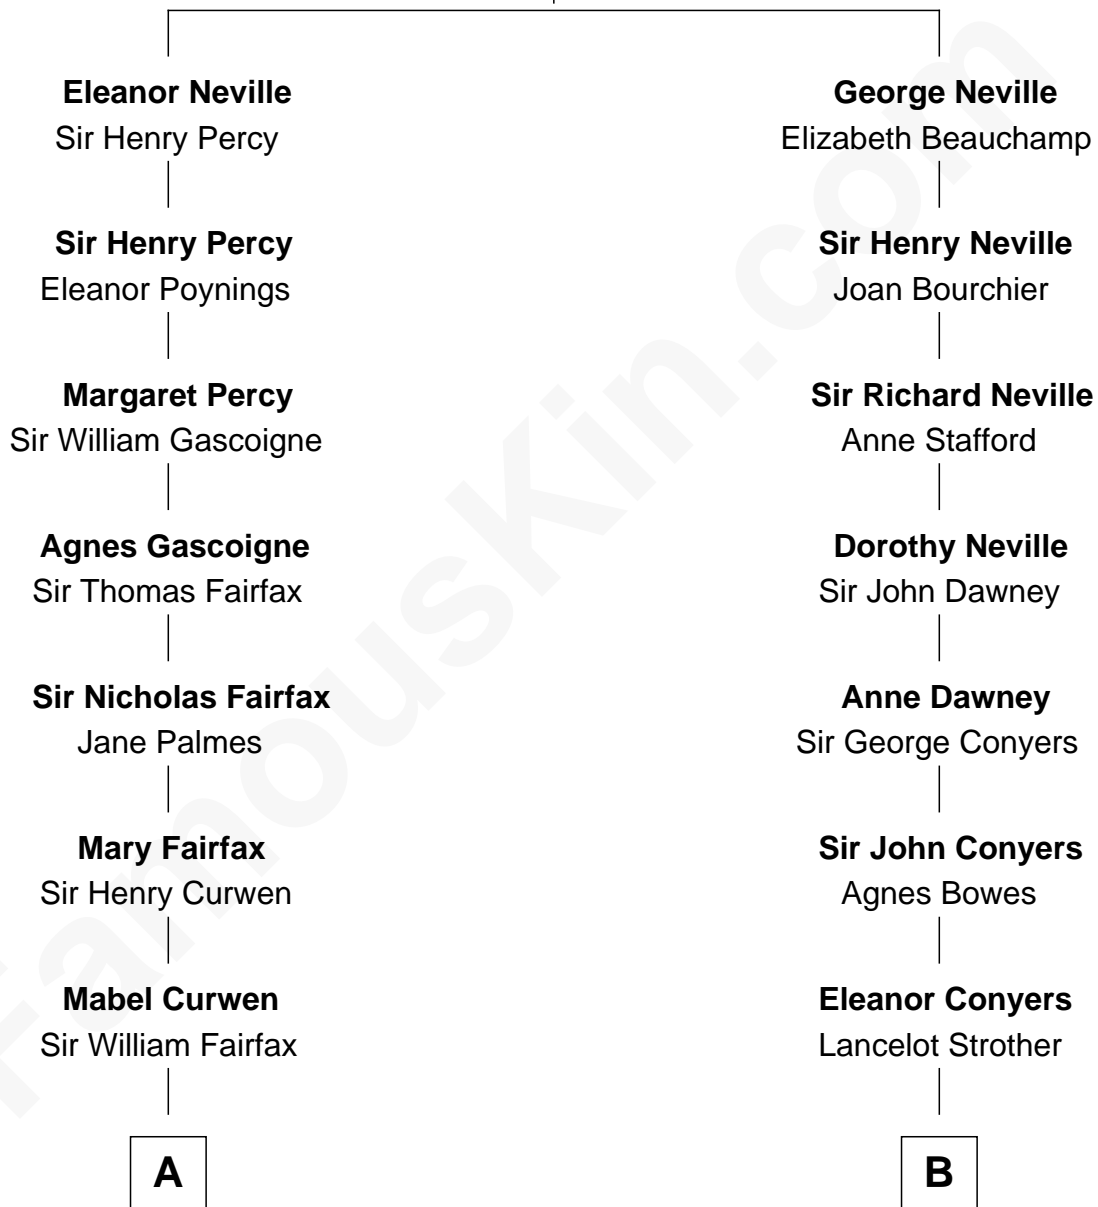 Eleanor Neville
Sir Henry Percy
Sir Henry Percy
Eleanor Poynings
Margaret Percy
Sir William Gascoigne
Agnes Gascoigne
Sir Thomas Fairfax
Sir Nicholas Fairfax
Jane Palmes
Mary Fairfax
Sir Henry Curwen
Mabel Curwen
Sir William Fairfax
A
George Neville
Elizabeth Beauchamp
Sir Henry Neville
Joan Bourchier
Sir Richard Neville
Anne Stafford
Dorothy Neville
Sir John Dawney
Anne Dawney
Sir George Conyers
Sir John Conyers
Agnes Bowes
Eleanor Conyers
Lancelot Strother
B
FamousKin.com